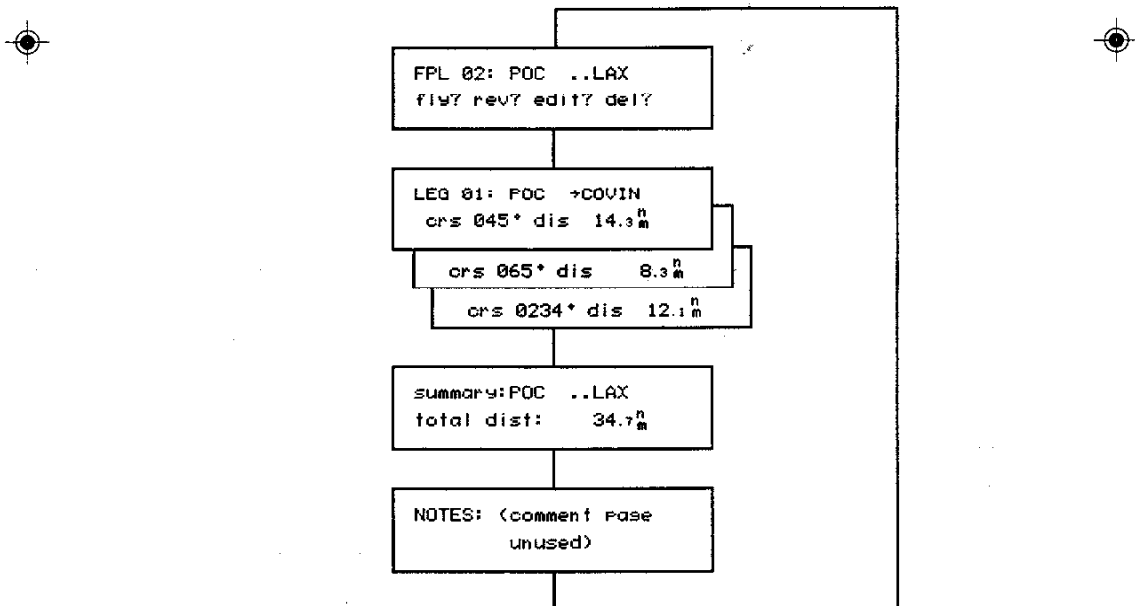 FPL 02: POC ..LAX
fly? rev? edit? del?
LEG 01: POC →COVIN
crs 045° dis 14.3 nm
crs 065° dis 8.3 nm
crs 0234° dis 12.1 nm
summary:POC ..LAX
total dist: 34.7 nm
NOTES: (comment page
unused)